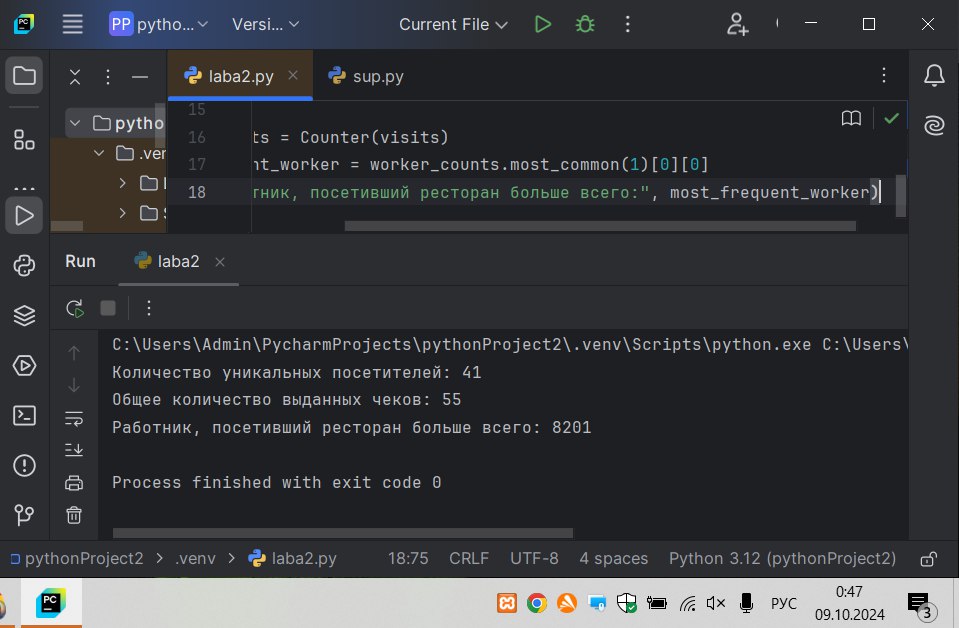 PC
PP pytho...
Versi...
Current File
laba2.py
sup.py
pytho
.ve
15
16 ts = Counter(visits)
17 nt_worker = worker_counts.most_common(1)[0][0]
18 тник, посетивший ресторан больше всего:", most_frequent_worker)
Run
laba2
C:\Users\Admin\PycharmProjects\pythonProject2\.venv\Scripts\python.exe C:\Users\
Количество уникальных посетителей: 41
Общее количество выданных чеков: 55
Работник, посетивший ресторан больше всего: 8201
Process finished with exit code 0
pythonProject2 > .venv > laba2.py
18:75 CRLF UTF-8 4 spaces Python 3.12 (pythonProject2)
PC
РУС
0:47
09.10.2024
3